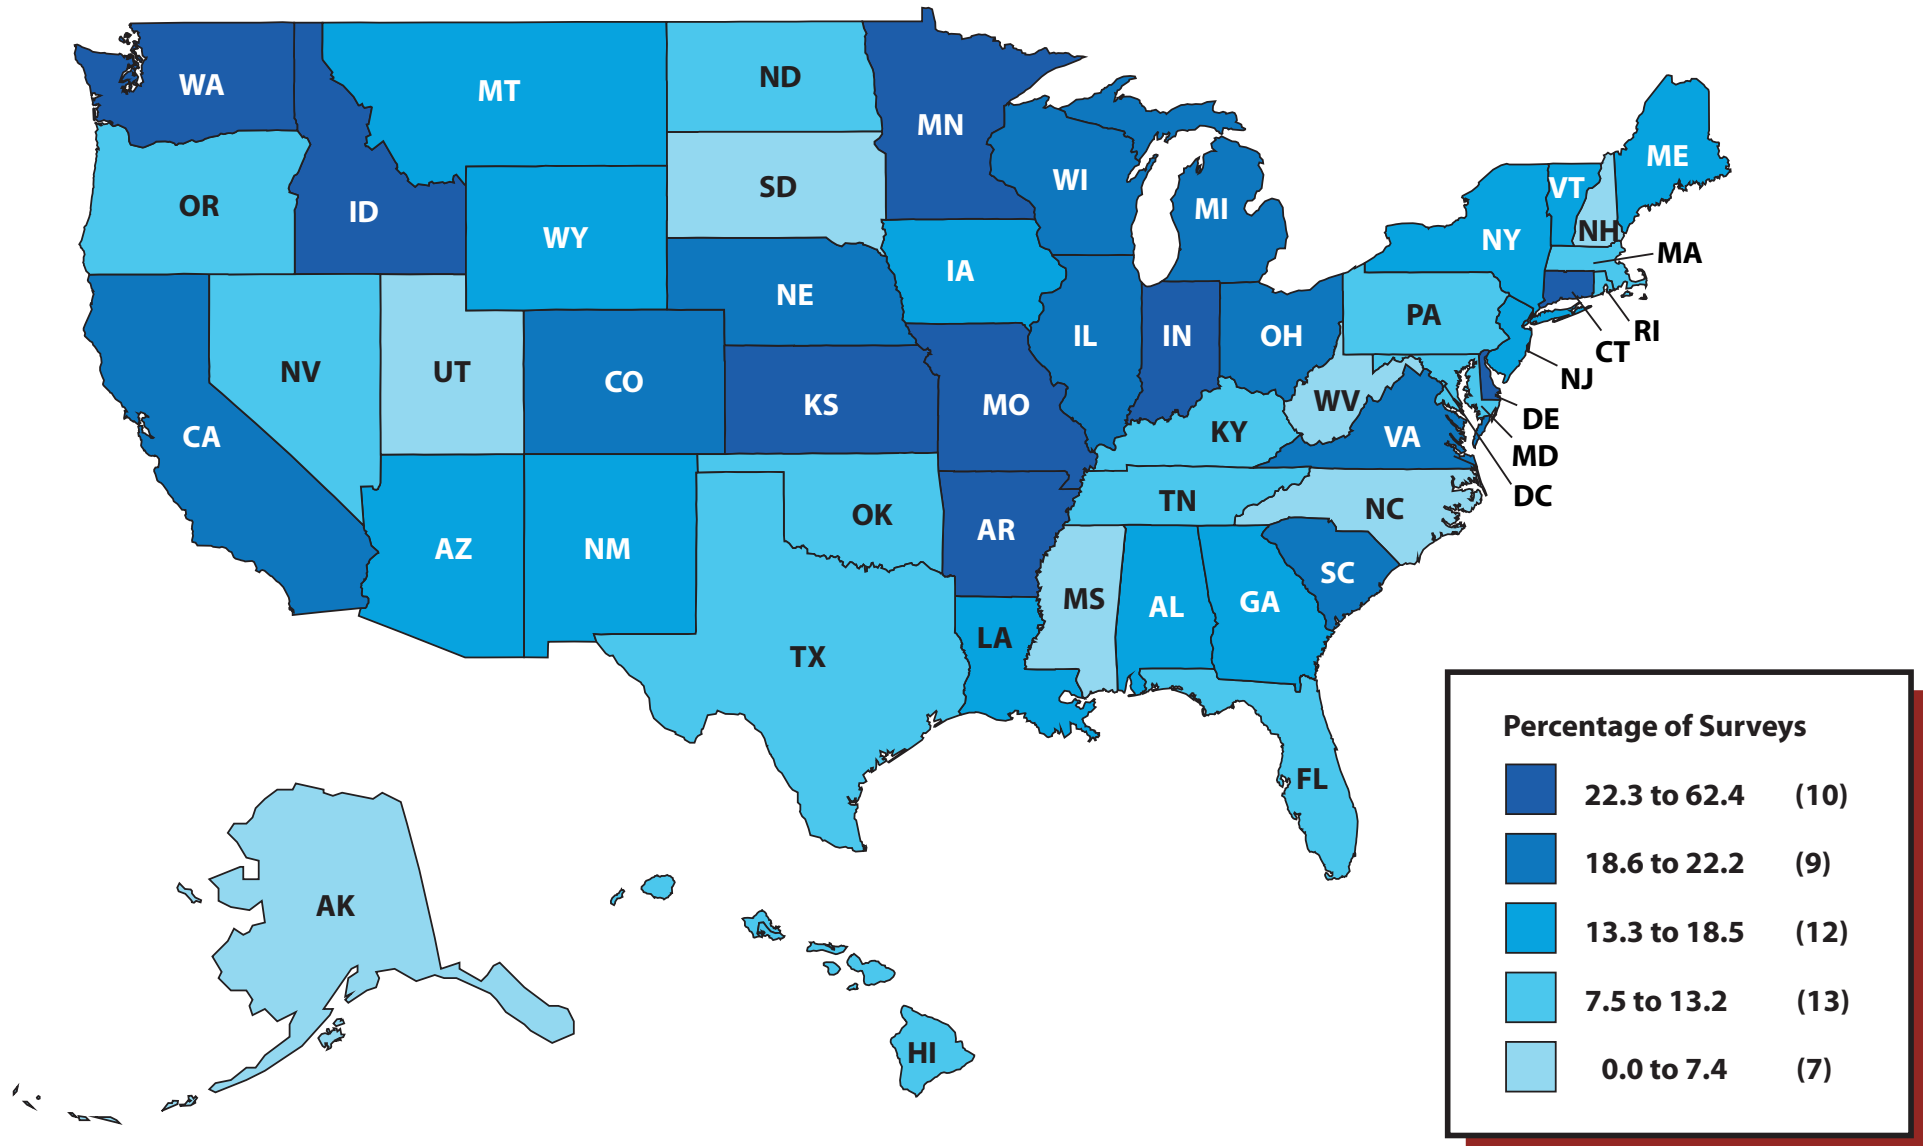 WA
MT
ND
MN
OR
ID
WY
SD
WI
MI
ME
VT
NH
NY
MA
IA
NE
PA
RI
CT
NJ
NV
UT
CO
KS
MO
IL
IN
OH
WV
DE
MD
DC
CA
KY
VA
AZ
NM
OK
AR
TN
NC
SC
MS
AL
GA
LA
TX
FL
AK
HI
Percentage of Surveys
22.3 to 62.4 (10)
18.6 to 22.2 (9)
13.3 to 18.5 (12)
7.5 to 13.2 (13)
0.0 to 7.4 (7)